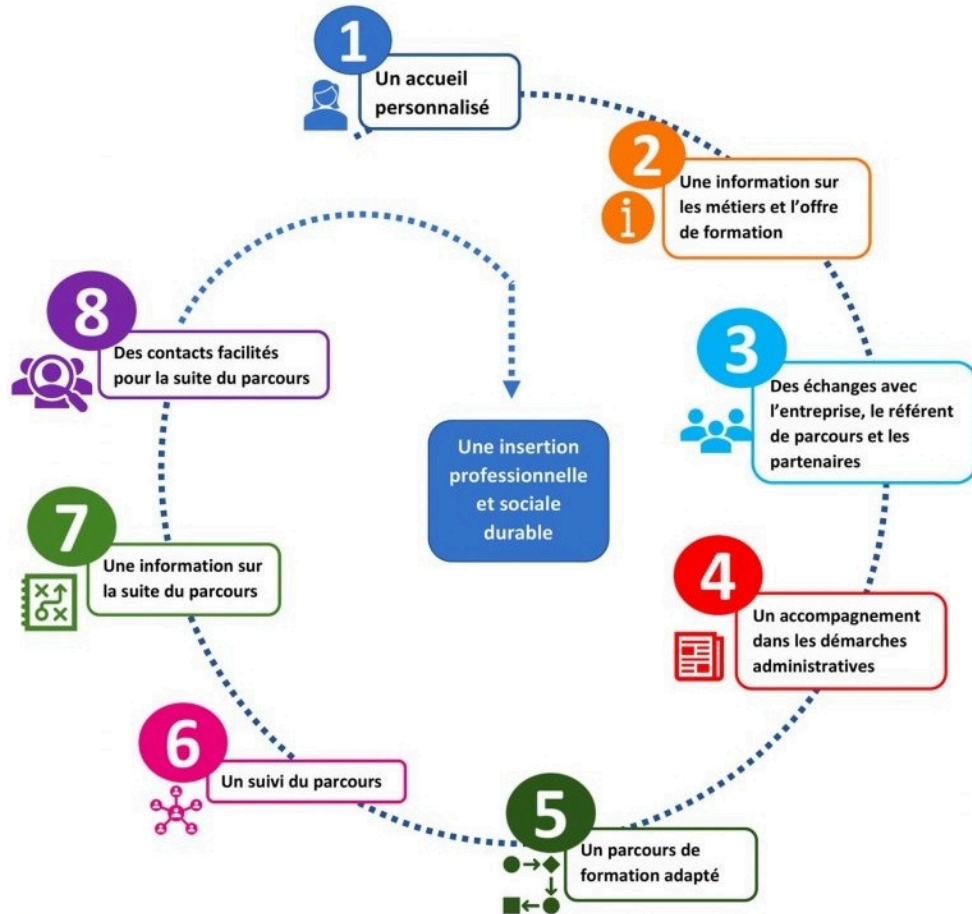 1
Un accueil
personnalisé
2
i
Une information sur
les métiers et l'offre
de formation
3
Des échanges avec
l'entreprise, le référent
de parcours et les
partenaires
4
Un accompagnement
dans les démarches
administratives
5
Un parcours de
formation adapté
6
Un suivi du parcours
7
Une information sur
la suite du parcours
8
Des contacts facilités
pour la suite du parcours
Une insertion
professionnelle
et sociale
durable